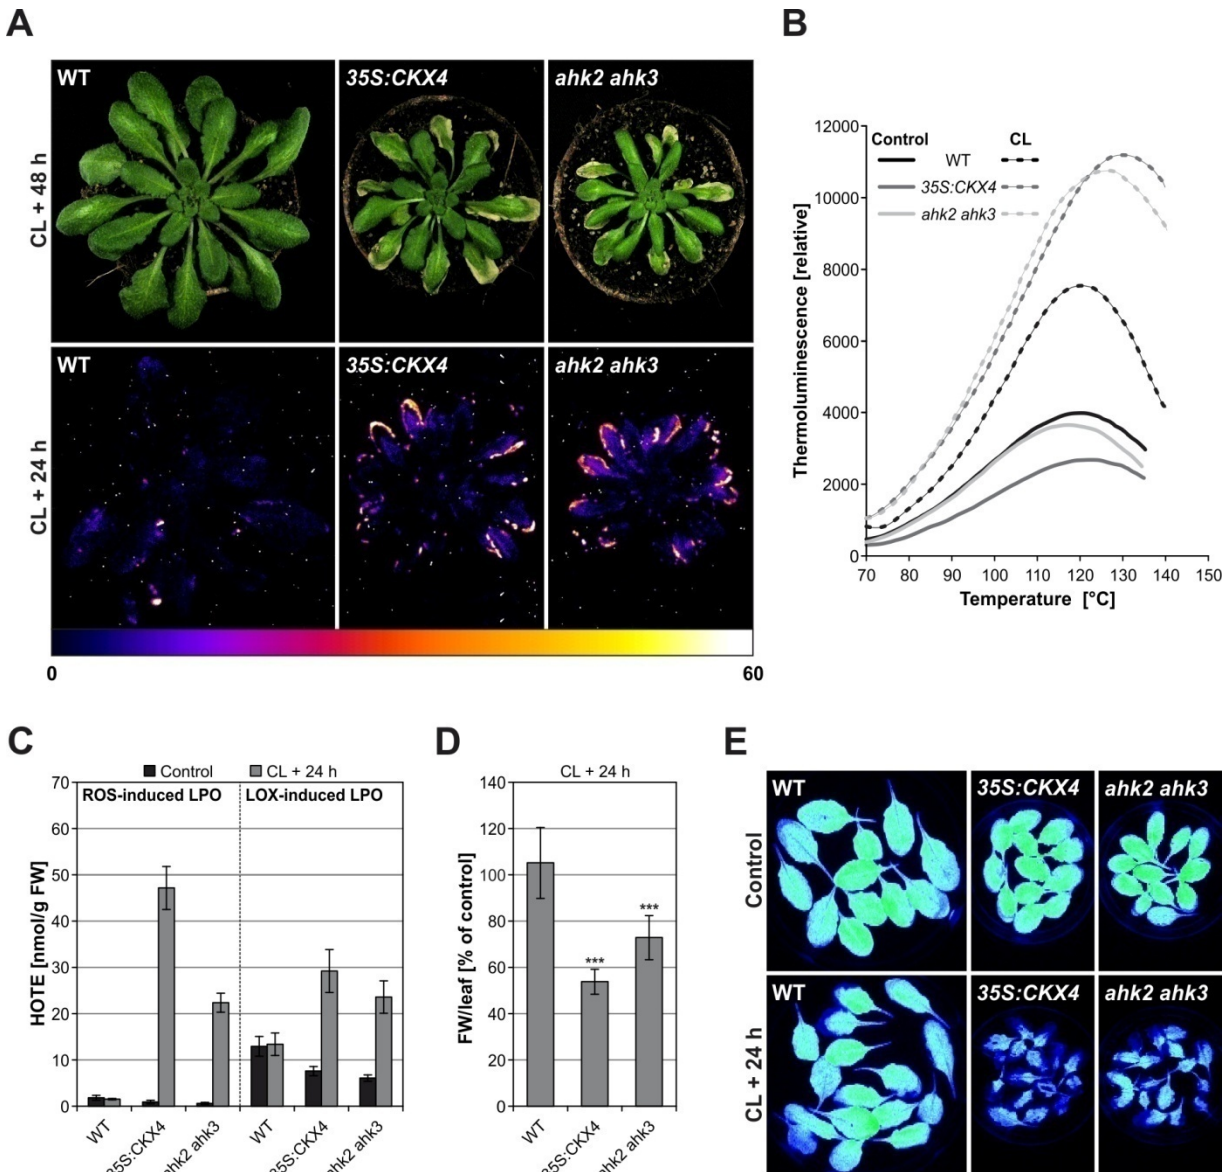 A
WT
35S:CKX4
ahk2 ahk3
CL + 48 h
WT
35S:CKX4
ahk2 ahk3
CL + 24 h
0
60
B
12000
10000
8000
6000
4000
2000
0
Thermoluminescence [relative]
Control
CL
WT
35S:CKX4
ahk2 ahk3
70
80
90
100
110
120
130
140
150
Temperature [°C]
C
Control
CL + 24 h
70
60
50
40
30
20
10
0
HOTE [nmol/g FW]
ROS-induced LPO
LOX-induced LPO
WT
35S:CKX4
ahk2 ahk3
WT
35S:CKX4
ahk2 ahk3
D
CL + 24 h
140
120
100
80
60
40
20
0
FW/leaf [% of control]
***
***
WT
35S:CKX4
ahk2 ahk3
E
WT
35S:CKX4
ahk2 ahk3
Control
WT
35S:CKX4
ahk2 ahk3
CL + 24 h